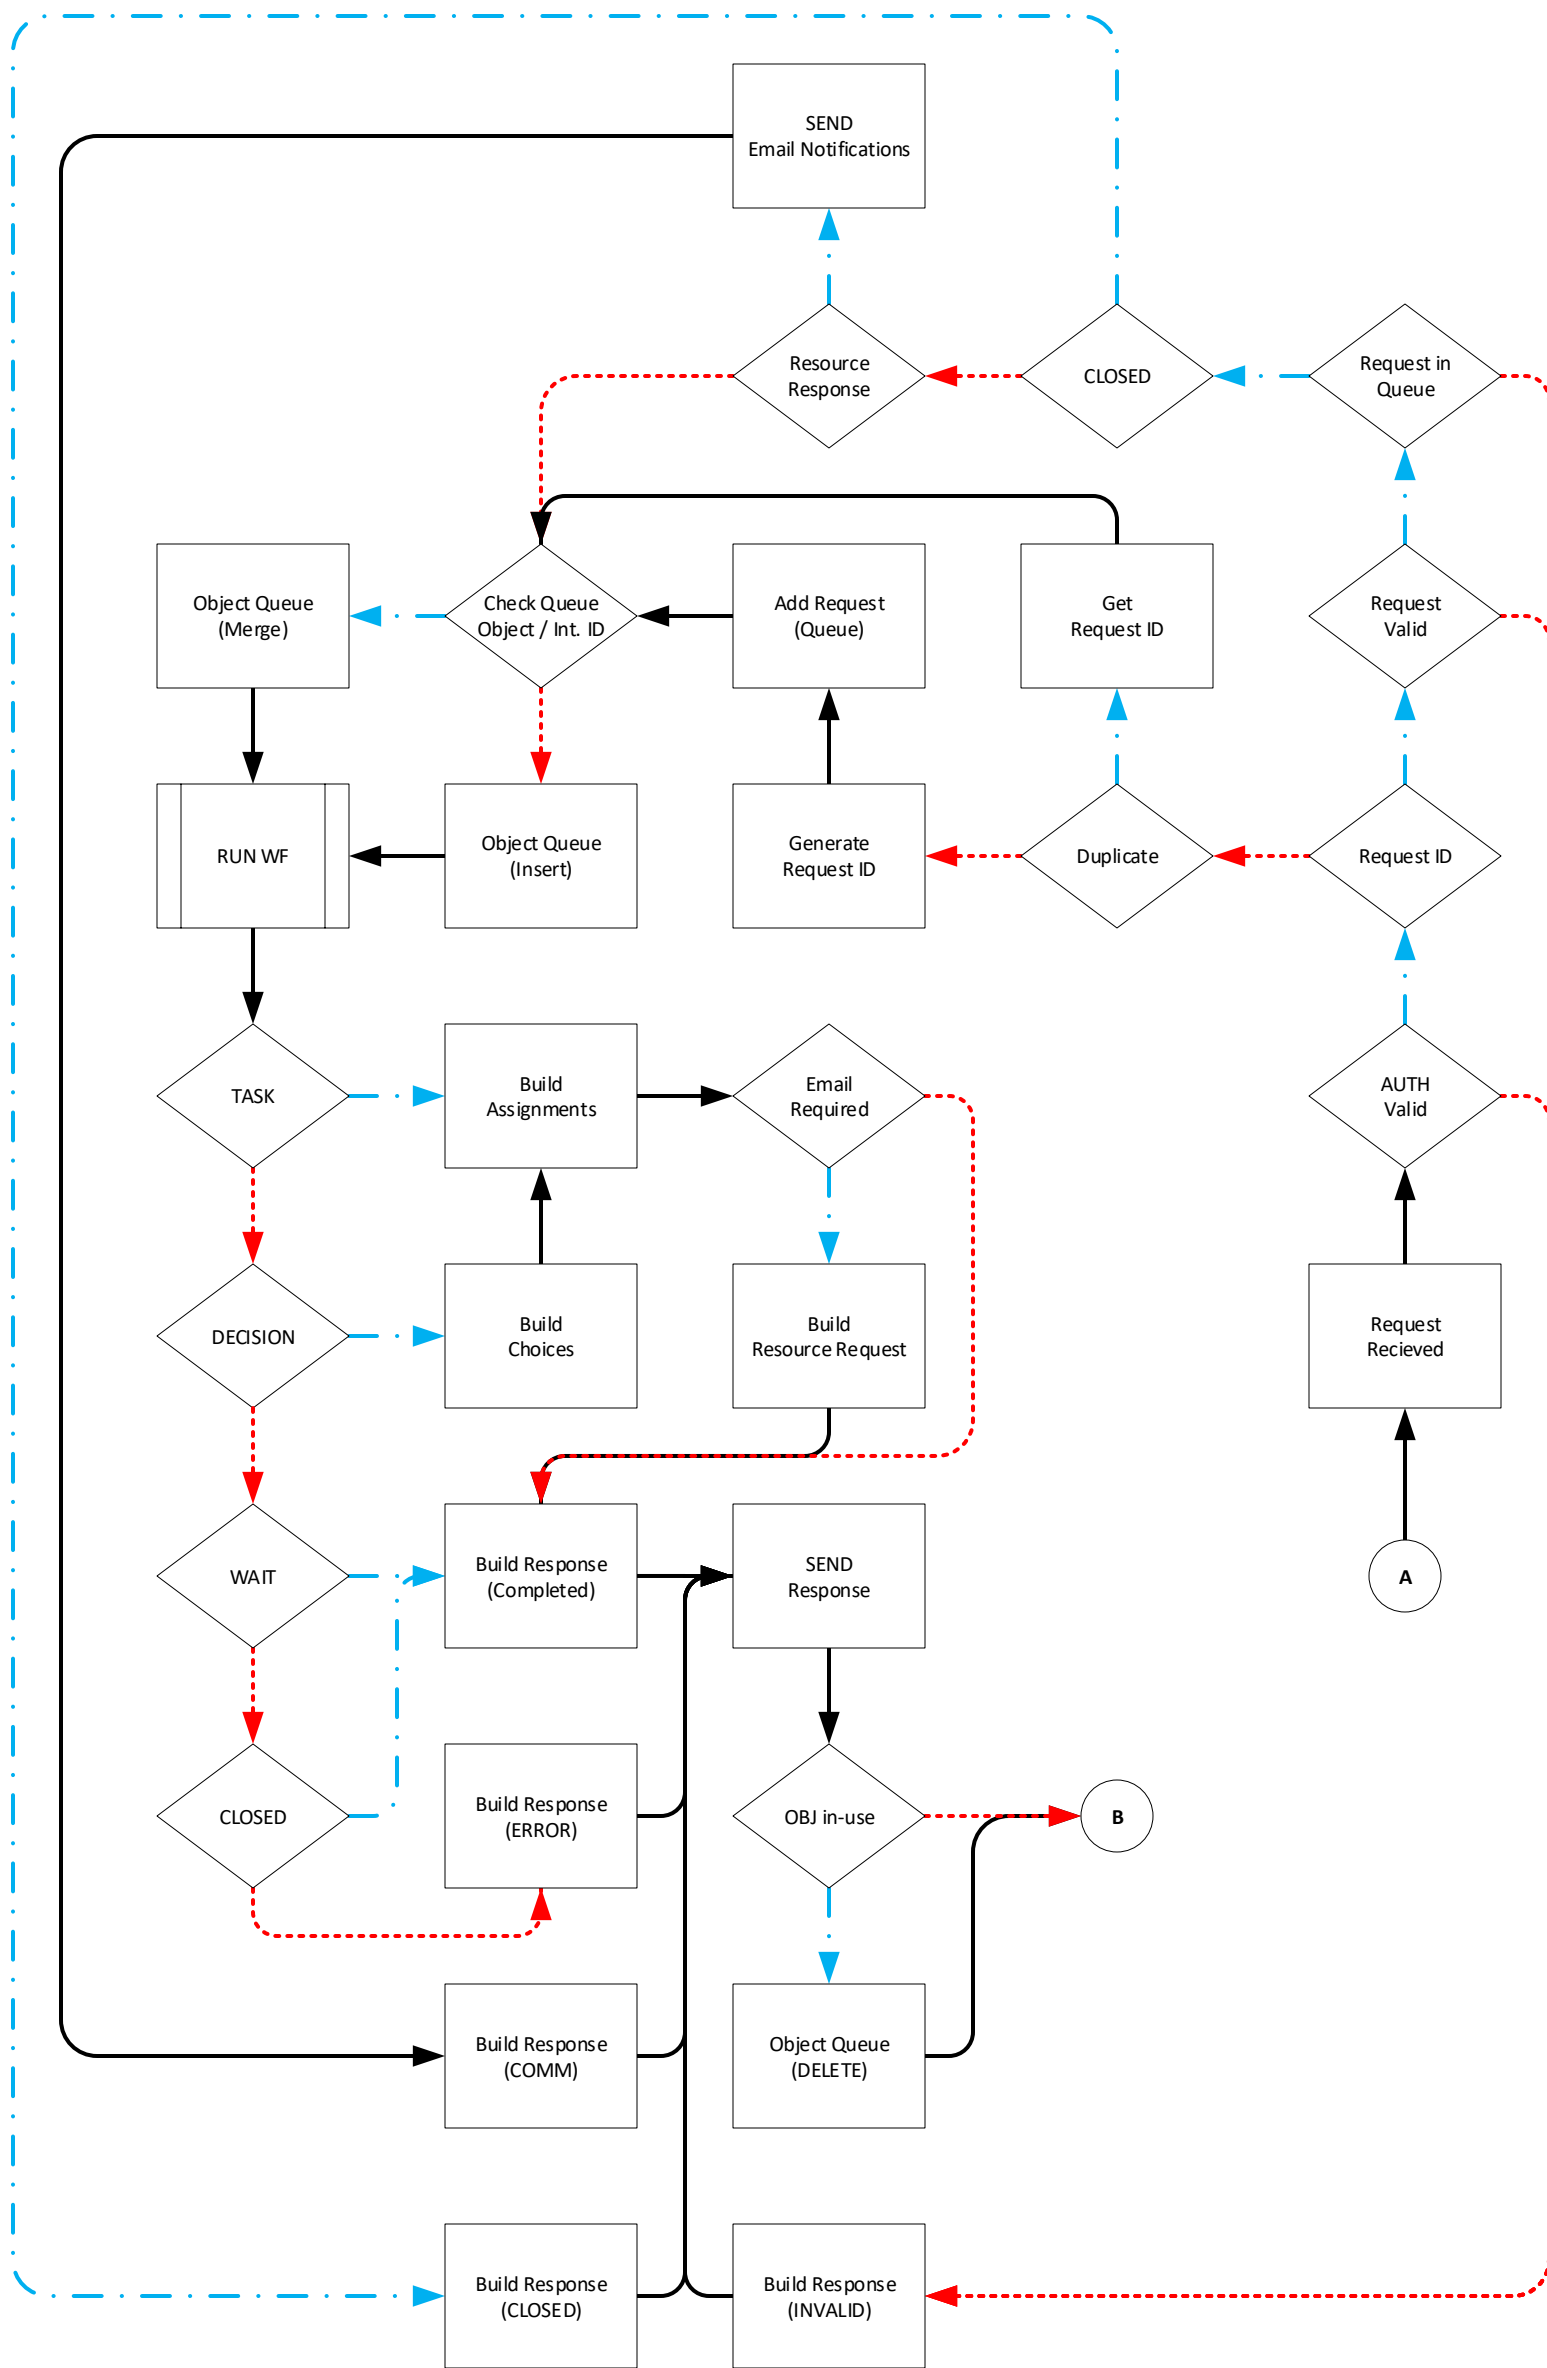 SEND
Email Notifications
Resource
Response
CLOSED
Request in
Queue
Object Queue
(Merge)
Check Queue
Object / Int. ID
Add Request
(Queue)
Get
Request ID
Request
Valid
RUN WF
Object Queue
(Insert)
Generate
Request ID
Duplicate
Request ID
TASK
Build
Assignments
Email
Required
AUTH
Valid
DECISION
Build
Choices
Build
Resource Request
Request
Recieved
WAIT
Build Response
(Completed)
SEND
Response
A
CLOSED
Build Response
(ERROR)
OBJ in-use
B
Build Response
(COMM)
Object Queue
(DELETE)
Build Response
(CLOSED)
Build Response
(INVALID)